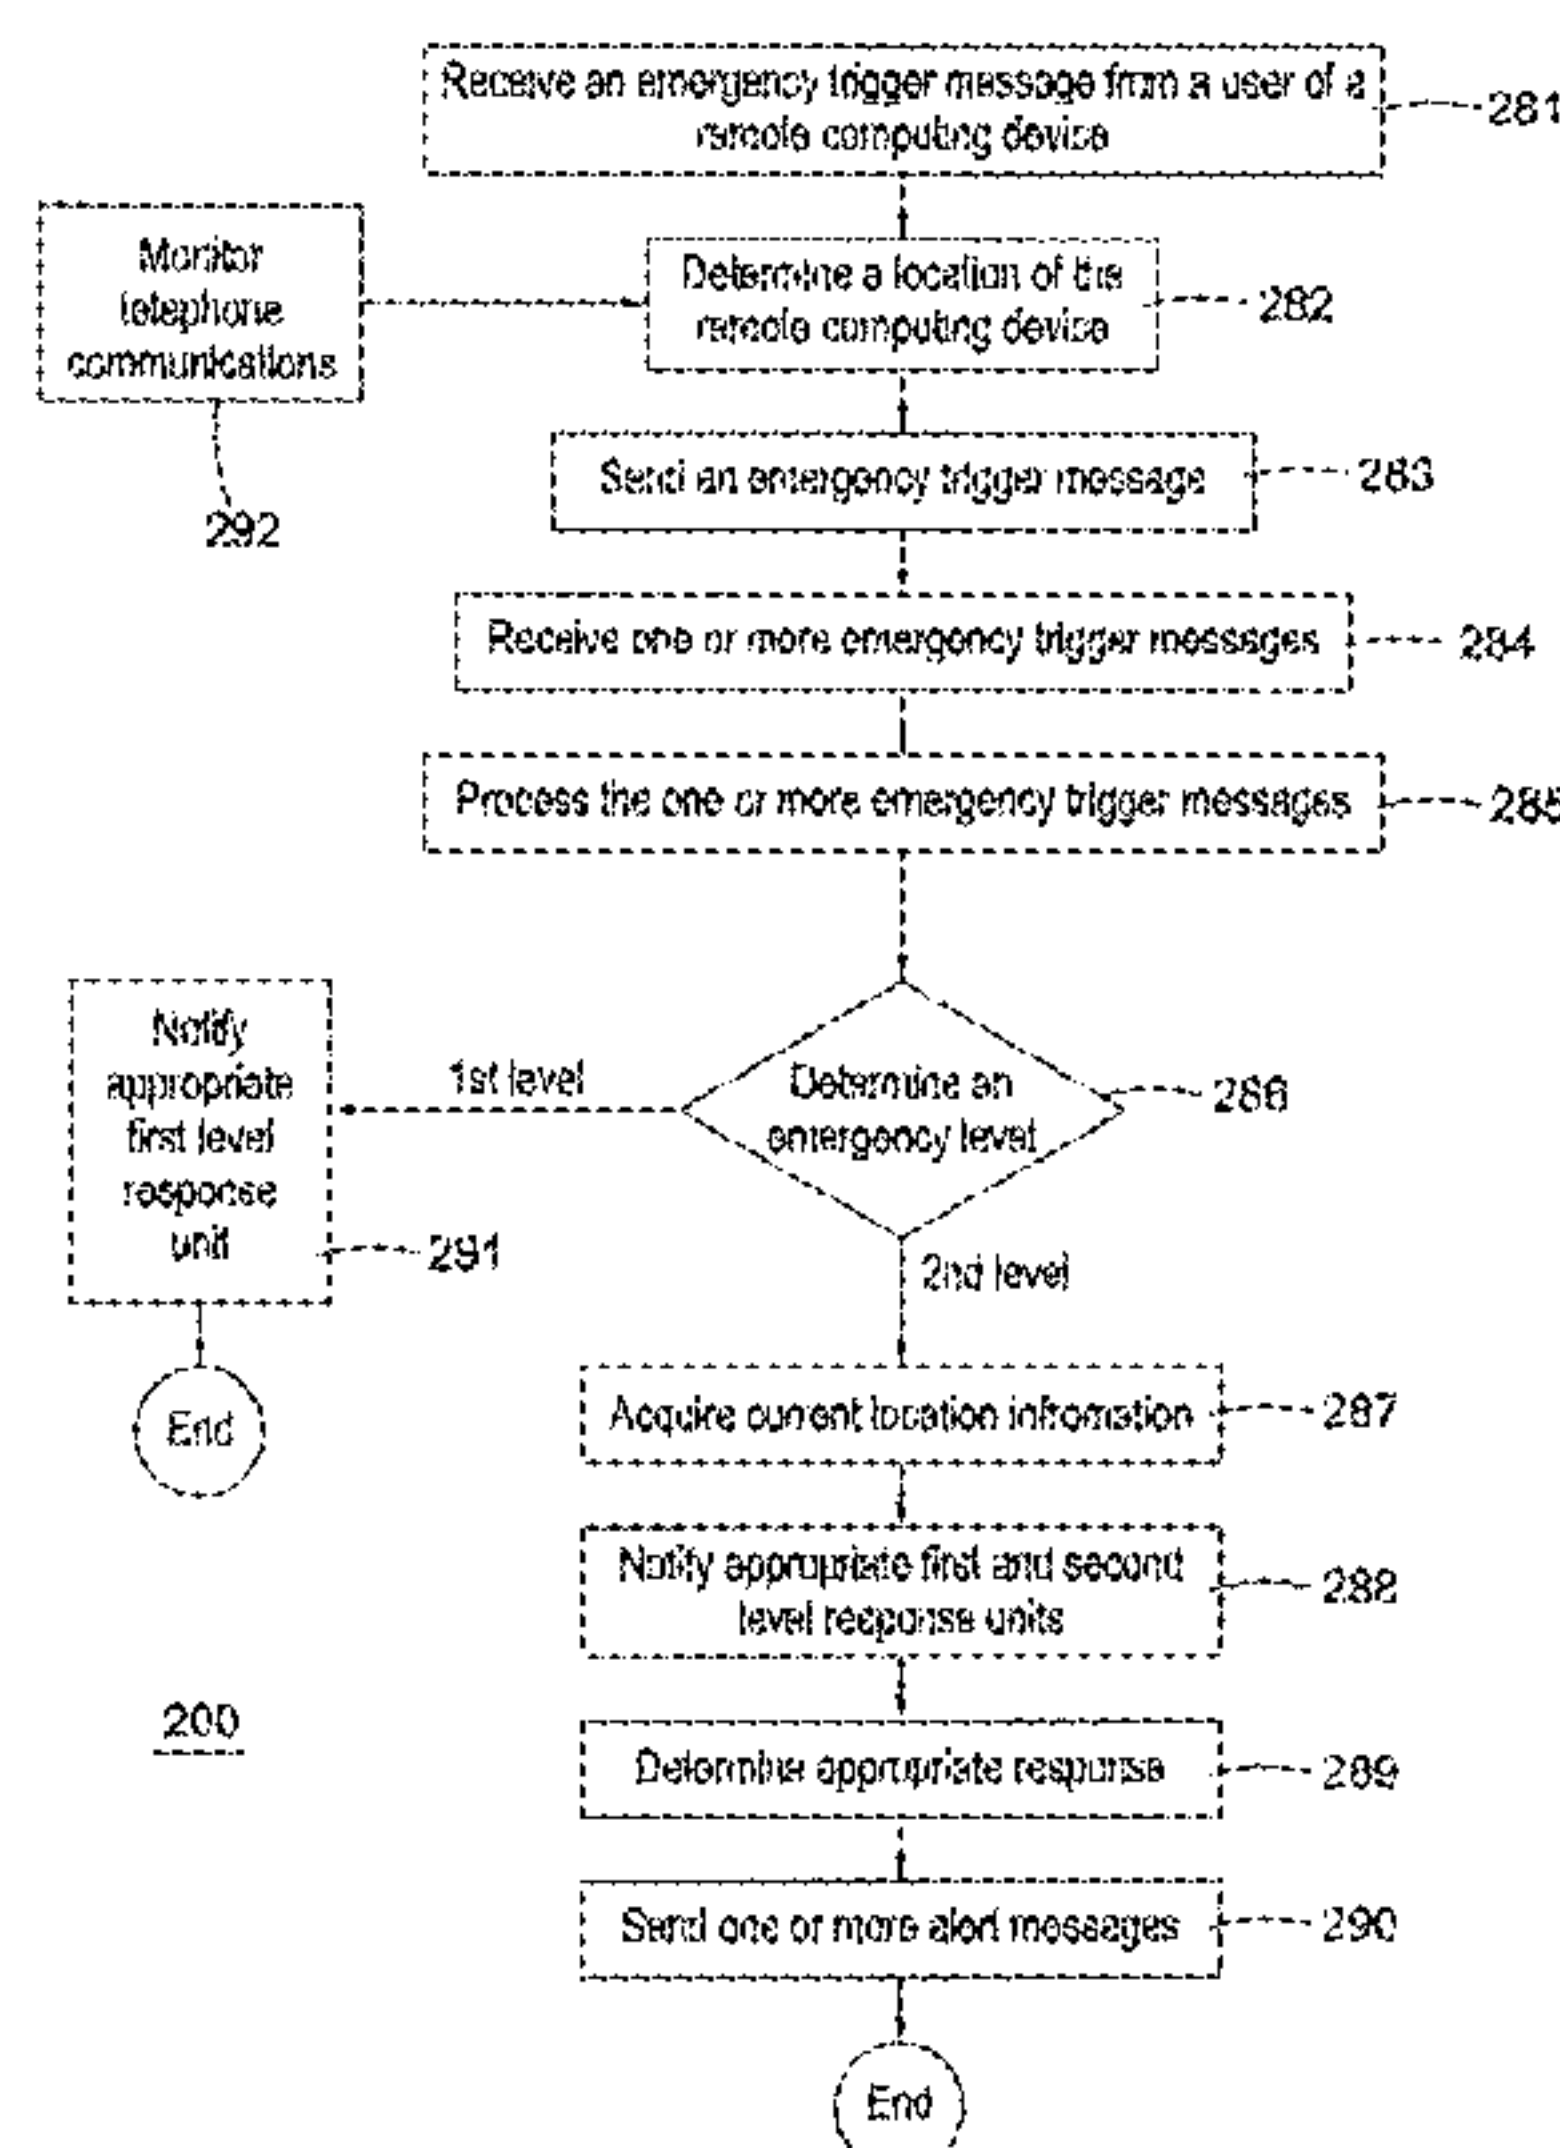 Receive an emergency trigger message from a user of a
remote computing device
281
Monitor
telephone
communications
292
Determine a location of the
remote computing device
282
Send an emergency trigger message
283
Receive one or more emergency trigger messages
284
Process the one or more emergency trigger messages
285
Determine an
emergency level
286
1st level
Notify
appropriate
first level
response
unit
291
End
2nd level
Acquire current location infromation
287
Notify appropriate first and second
level response units
288
Determine appropriate response
289
Send one or more alert messages
290
End
200